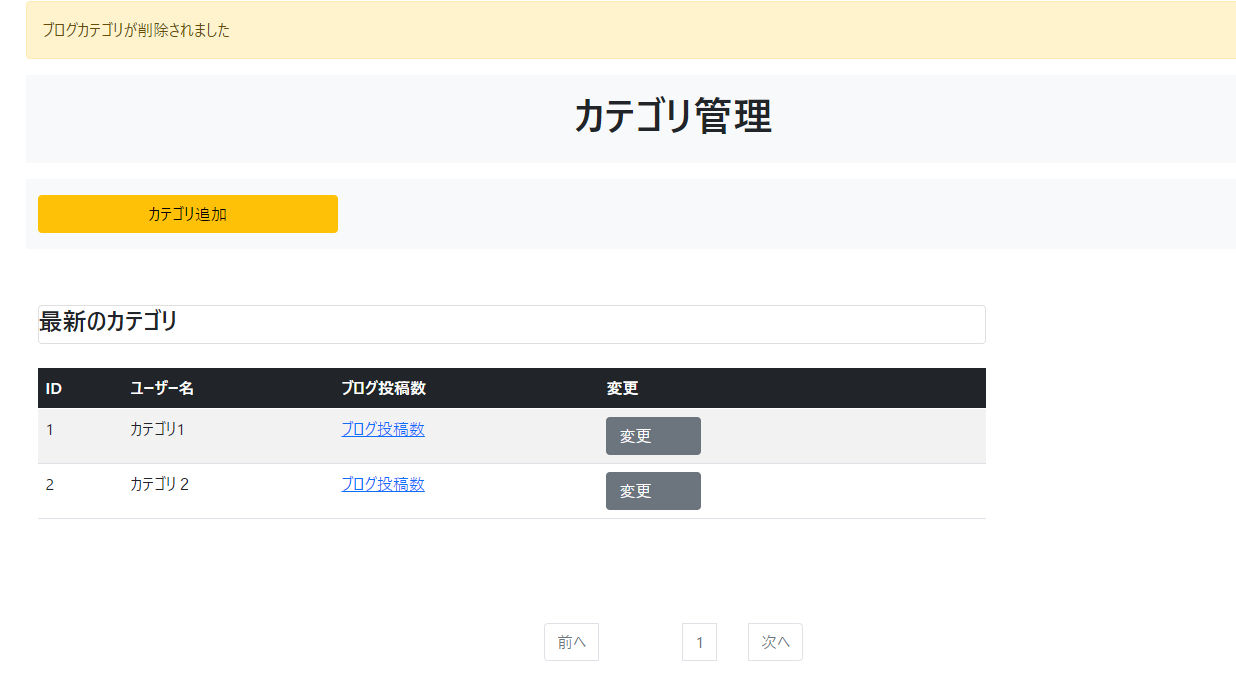 ブログカテゴリが削除されました
カテゴリ管理
カテゴリ追加
最新のカテゴリ
ID ユーザー名 ブログ投稿数 変更
1 カテゴリ1 ブログ投稿数 変更
2 カテゴリ２ ブログ投稿数 変更
前へ 1 次へ